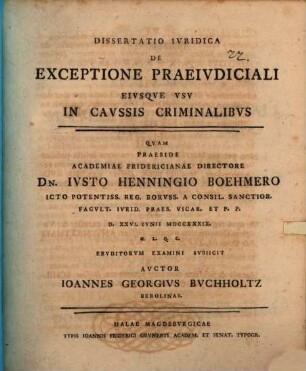 DISSERTATIO IVRIDICA
22.
DE
EXCEPTIONE PRAEIVDICIALI
EIVSQVE VSV
IN CAVSSIS CRIMINALIBVS
QVAM
PRAESIDE
ACADEMIAE FRIDERICIANAE DIRECTORE
DN. IVSTO HENNINGIO BOEHMERO
ICTO POTENTISS. REG. BORVSS. A CONSIL. SANCTIOR.
FACVLT. IVRID. PRAES. VICAR. ET P. P.
D. XXVI. IVNII MDCCXXXIX.
H. L. Q. C.
ERVDITORVM EXAMINI SVBIICIT
AVCTOR
IOANNES GEORGIVS BVCHHOLTZ
BEROLINAS.
HALAE MAGDEBVRGICAE
TYPIS IOANNIS FRIDERICI GRVNERTI ACADEM. ET SENAT. TYPOGR.